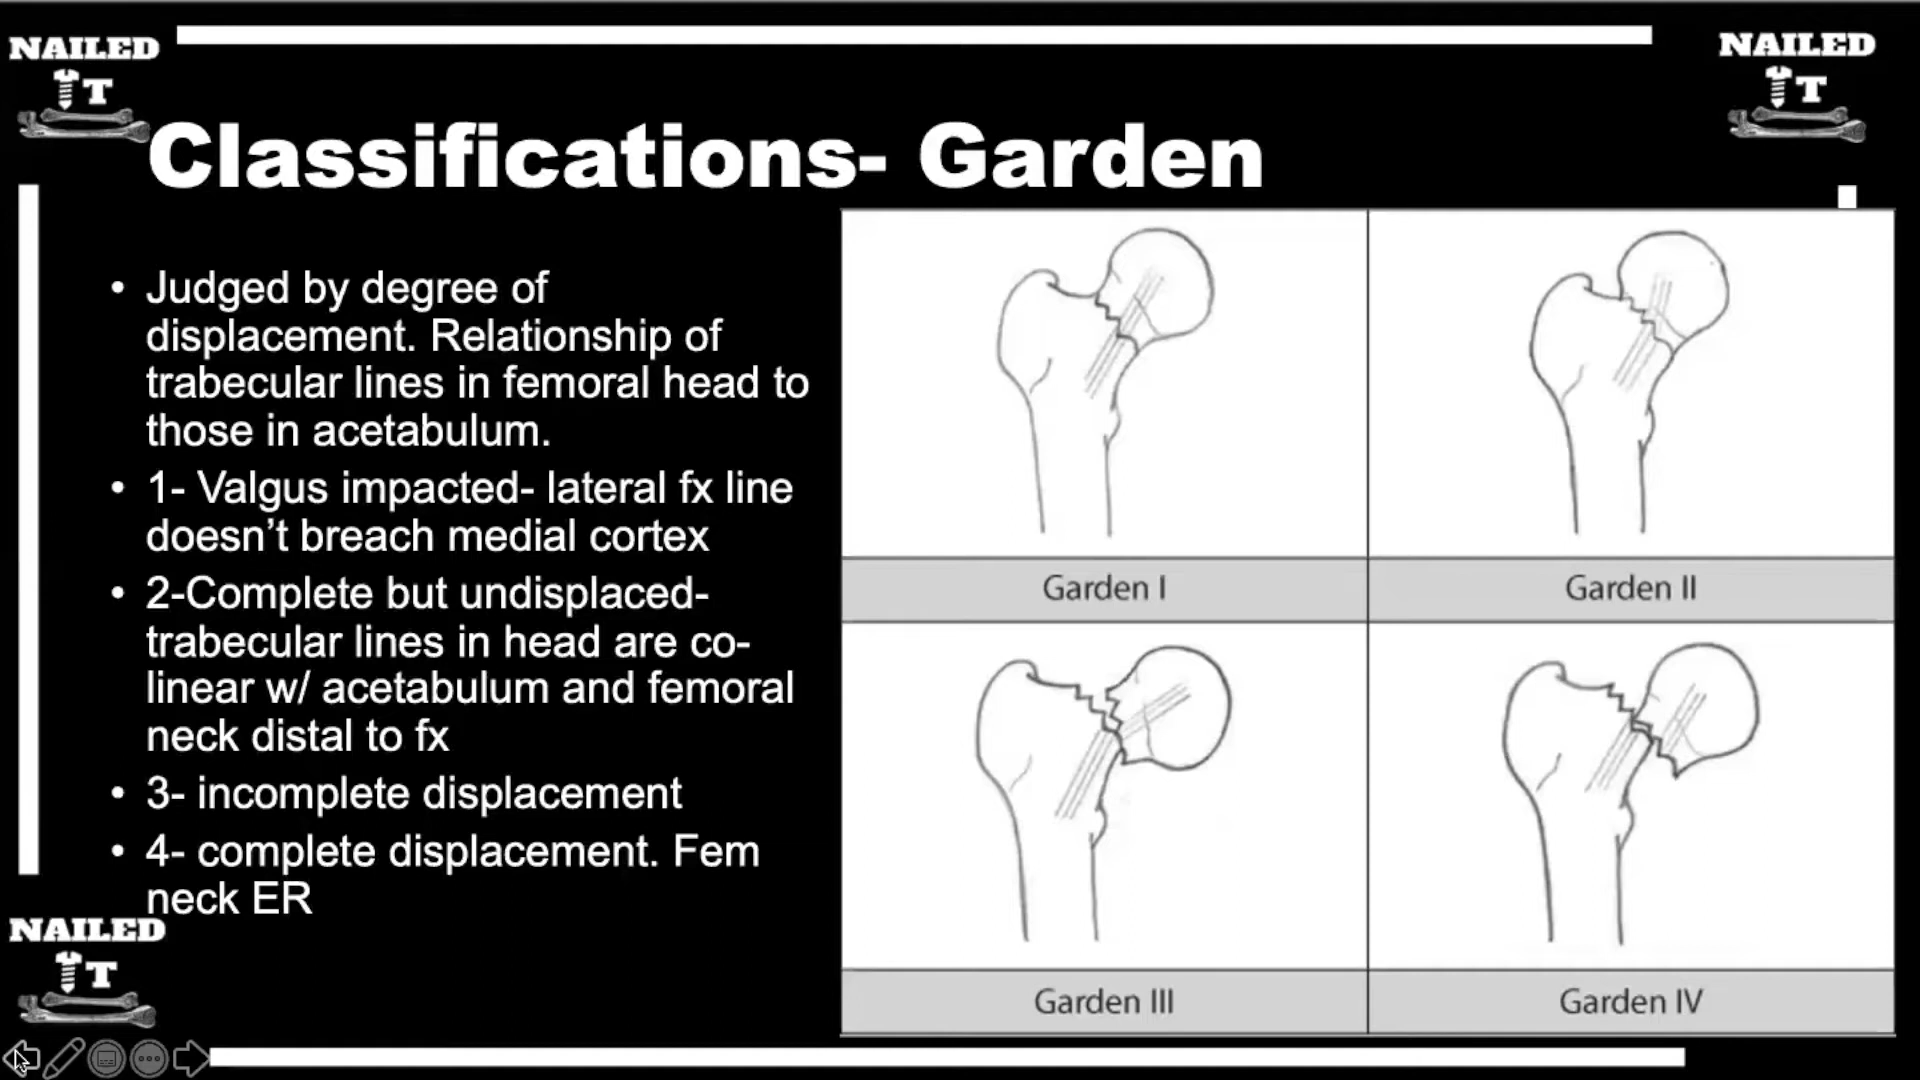 NAILED
IT
NAILED
IT
Classifications- Garden
• Judged by degree of
displacement. Relationship of
trabecular lines in femoral head to
those in acetabulum.
• 1- Valgus impacted- lateral fx line
doesn’t breach medial cortex
• 2-Complete but undisplaced-
trabecular lines in head are co-
linear w/ acetabulum and femoral
neck distal to fx
• 3- incomplete displacement
• 4- complete displacement. Fem
neck ER
Garden I
Garden II
Garden III
Garden IV
NAILED
IT